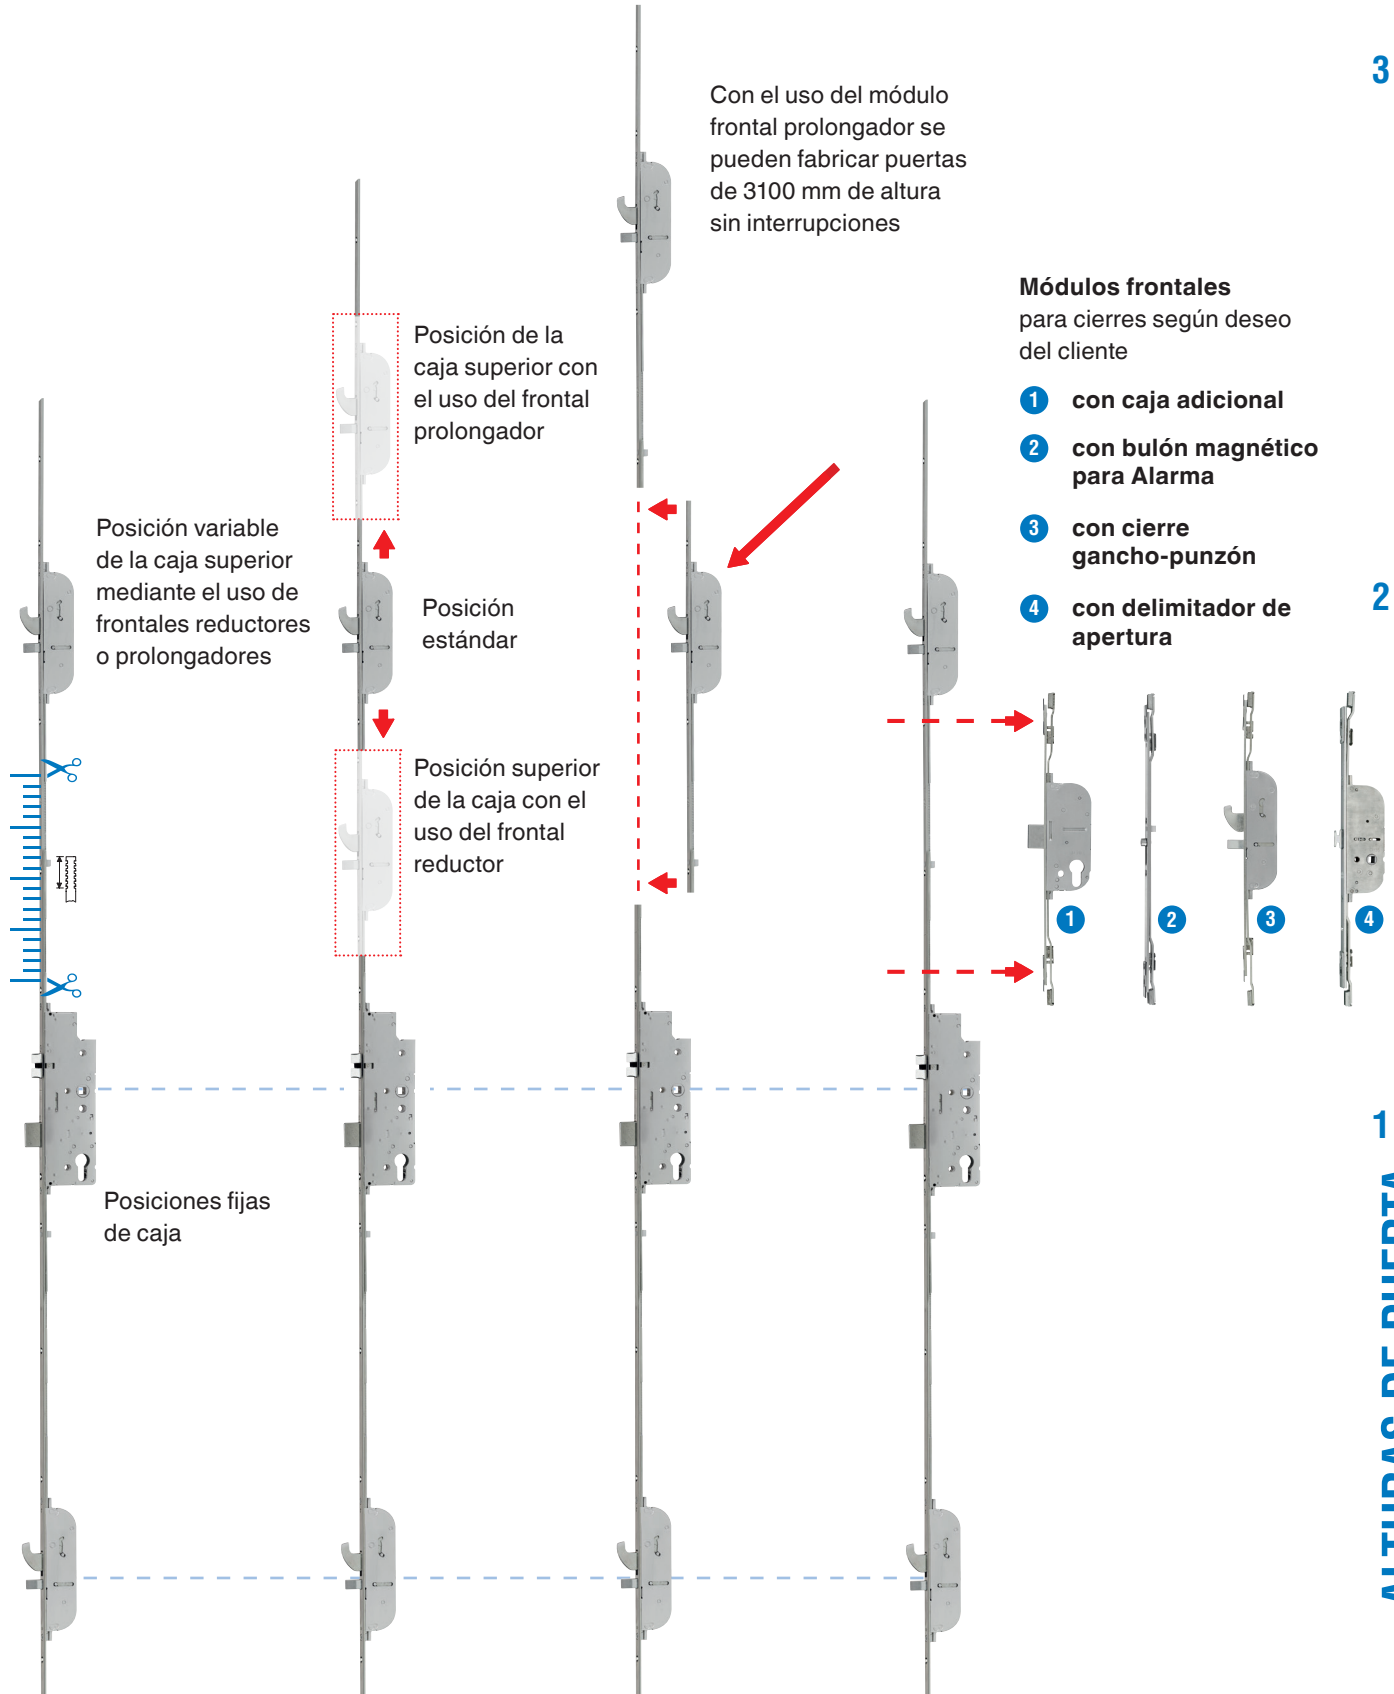 3
Con el uso del módulo
frontal prolongador se
pueden fabricar puertas
de 3100 mm de altura
sin interrupciones
Módulos frontales
para cierres según deseo
del cliente
1 con caja adicional
2 con bulón magnético
para Alarma
3 con cierre
gancho-punzón
4 con delimitador de
apertura
Posición de la
caja superior con
el uso del frontal
prolongador
Posición variable
de la caja superior
mediante el uso de
frontales reductores
o prolongadores
Posición
estándar
2
Posición superior
de la caja con el
uso del frontal
reductor
1
2
3
4
1
Posiciones fijas
de caja
ALTURAS DE PUERTA